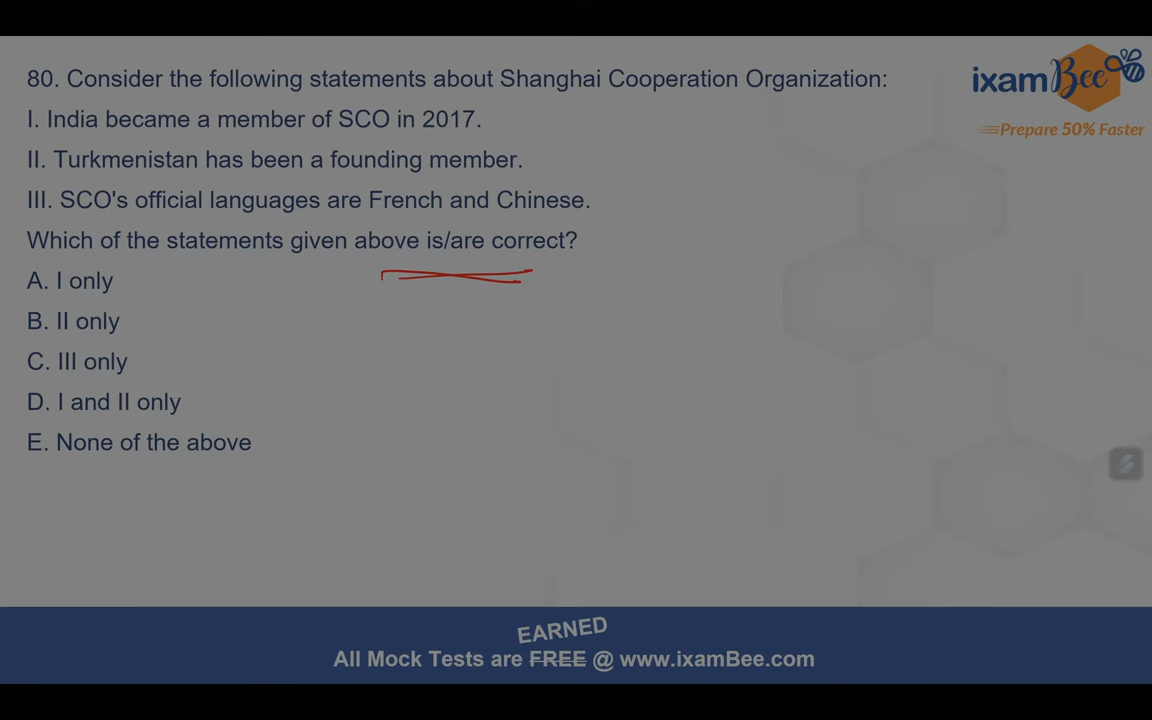 80. Consider the following statements about Shanghai Cooperation Organization:
I. India became a member of SCO in 2017.
II. Turkmenistan has been a founding member.
III. SCO's official languages are French and Chinese.
Which of the statements given above is/are correct?
A. I only
B. II only
C. III only
D. I and II only
E. None of the above
ixamBee
Prepare 50% Faster
EARNED
All Mock Tests are FREE @ www.ixamBee.com